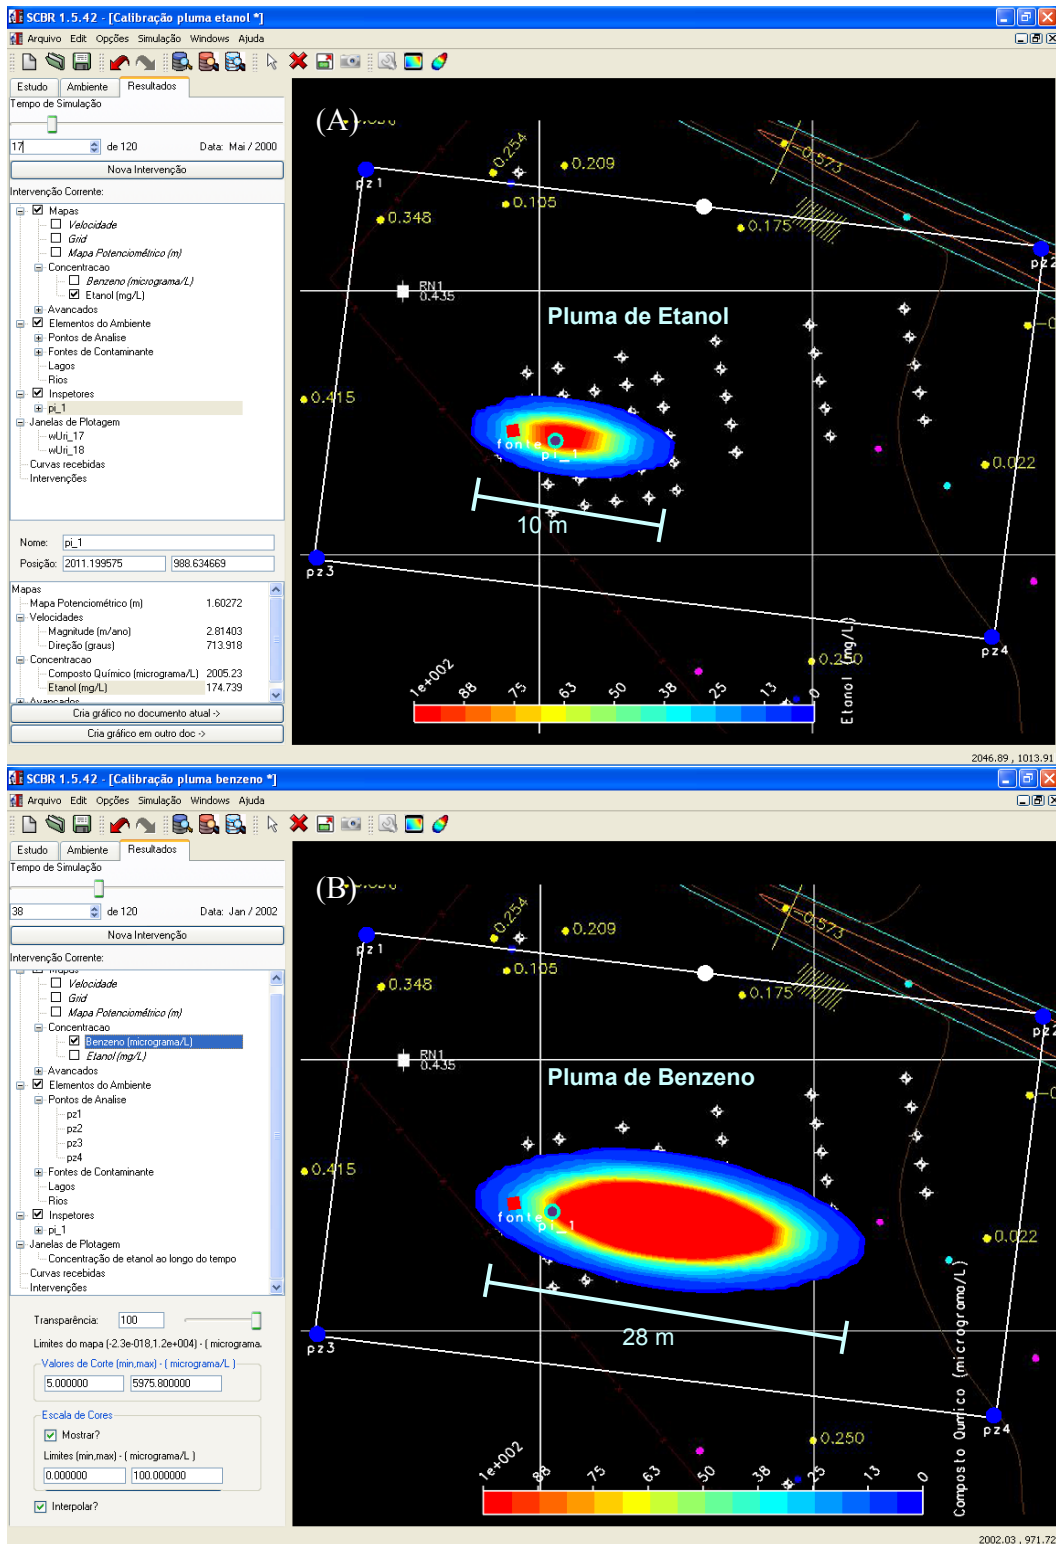 SCBR 1.5.42 - [Calibração pluma etanol *]
Arquivo Edit Opções Simulação Windows Ajuda
Estudo Ambiente Resultados
Tempo de Simulação
17 de 120 Data: Mai / 2000
Nova Intervenção
Intervenção Corrente:
Mapas
Velocidade
Grid
Mapa Potenciométrico (m)
Concentracao
Benzeno (micrograma/L)
Etanol (mg/L)
Avancados
Elementos do Ambiente
Pontos de Analise
Fontes de Contaminante
Lagos
Rios
Inspetores
pi_1
Janelas de Plotagem
wUri_17
wUri_18
Curvas recebidas
Intervenções
Nome: pi_1
Posição: 2011.199575 988.634669
Mapas
Mapa Potenciométrico (m) 1.60272
Velocidades
Magnitude (m/ano) 2.81403
Direção (graus) 713.918
Concentracao
Composto Químico (micrograma/L) 2005.23
Etanol (mg/L) 174.739
Avancados
Cria gráfico no documento atual ->
Cria gráfico em outro doc ->
(A)
0.254
0.209
-0.573
pz1
0.105
0.348
0.175
pz2
RN1
0.435
Pluma de Etanol
0.415
fonte
pi_1
0.022
10 m
pz3
pz4
0.250
Etanol (mg/L)
1e+002 88 75 63 50 38 25 13 0
2046.89 , 1013.91
SCBR 1.5.42 - [Calibração pluma benzeno *]
Arquivo Edit Opções Simulação Windows Ajuda
Estudo Ambiente Resultados
Tempo de Simulação
38 de 120 Data: Jan / 2002
Nova Intervenção
Intervenção Corrente:
Mapas
Velocidade
Grid
Mapa Potenciométrico (m)
Concentracao
Benzeno (micrograma/L)
Etanol (mg/L)
Avancados
Elementos do Ambiente
Pontos de Analise
pz1
pz2
pz3
pz4
Fontes de Contaminante
Lagos
Rios
Inspetores
pi_1
Janelas de Plotagem
Concentração de etanol ao longo do tempo
Curvas recebidas
Intervenções
Transparência: 100
Limites do mapa (-2.3e-018,1.2e+004) - ( micrograma.
Valores de Corte (min,max) - ( micrograma/L )
5.000000 5975.800000
Escala de Cores
Mostrar?
Limites (min,max) - ( micrograma/L )
0.000000 100.000000
Interpolar?
(B)
0.254
0.209
-0.573
pz1
0.105
0.348
0.175
pz2
RN1
0.435
Pluma de Benzeno
0.415
fonte
pi_1
0.022
28 m
pz3
pz4
0.250
Composto Qumico (micrograma/L)
1e+002 88 75 63 50 38 25 13 0
2002.03 , 971.72